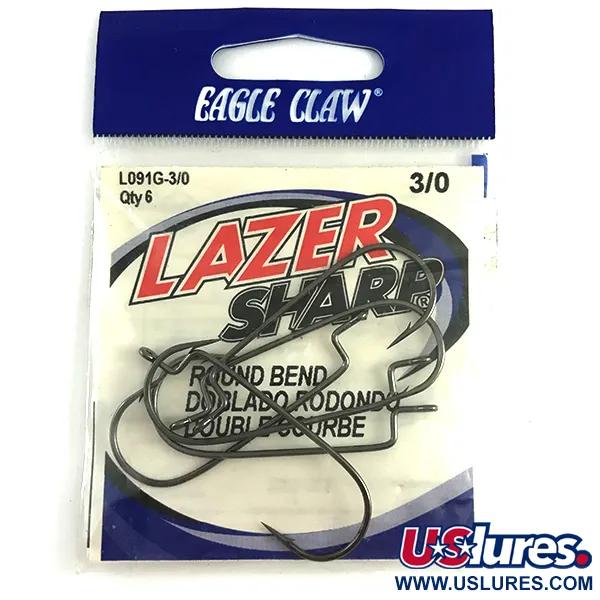 EAGLE CLAW®
L091G-3/0
Qty 6
3/0
LAZER
SHARP®
ROUND BEND
DOBLADO RODONDO
DOUBLE COURBE
USlures.
WWW.USLURES.COM